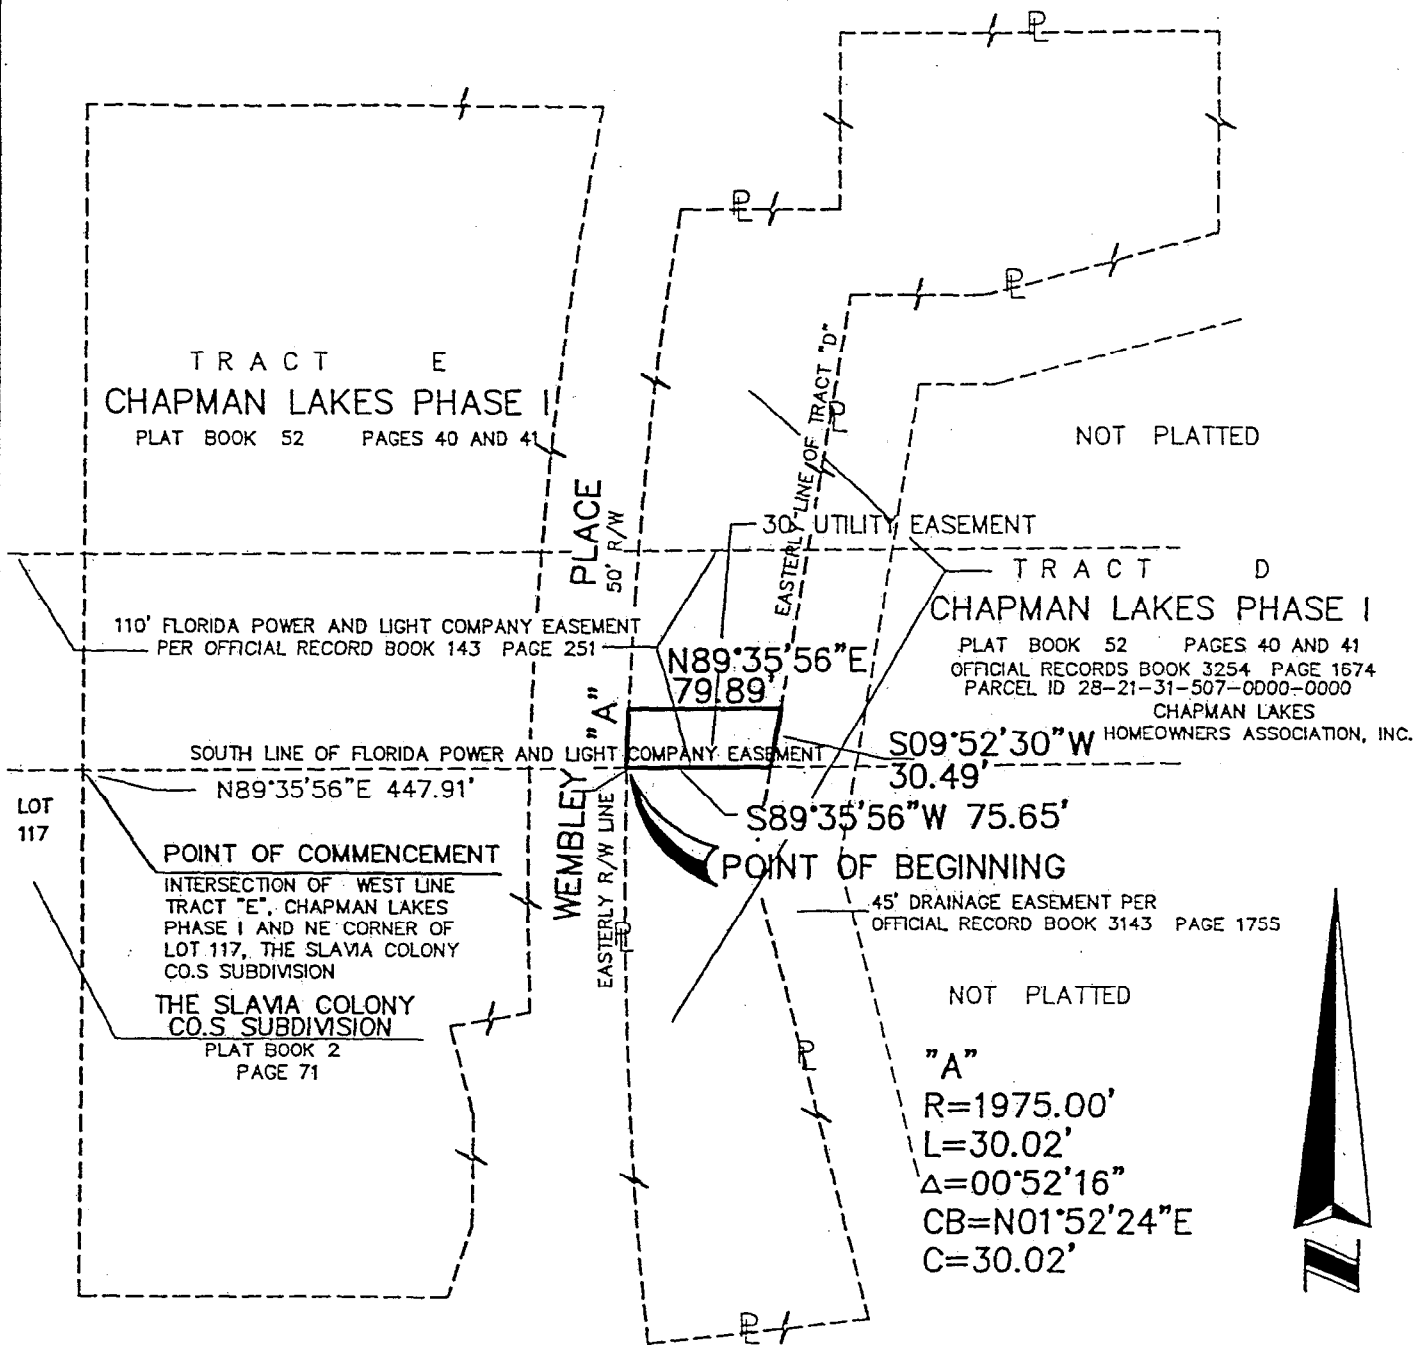 TRACT E
CHAPMAN LAKES PHASE I
PLAT BOOK 52 PAGES 40 AND 41
PLACE
50' R/W
EASTERLY LINE OF TRACT "D"
NOT PLATTED
30' UTILITY EASEMENT
TRACT D
CHAPMAN LAKES PHASE I
PLAT BOOK 52 PAGES 40 AND 41
OFFICIAL RECORDS BOOK 3254 PAGE 1674
PARCEL ID 28-21-31-507-0D00-0000
CHAPMAN LAKES
HOMEOWNERS ASSOCIATION, INC.
110' FLORIDA POWER AND LIGHT COMPANY EASEMENT
PER OFFICIAL RECORD BOOK 143 PAGE 251
N89°35'56"E
79.89'
"A"
SOUTH LINE OF FLORIDA POWER AND LIGHT COMPANY EASEMENT
S09°52'30"W
30.49'
N89°35'56"E 447.91'
S89°35'56"W 75.65'
LOT
117
WEMBLEY
EASTERLY R/W LINE
POINT OF COMMENCEMENT
INTERSECTION OF WEST LINE
TRACT "E", CHAPMAN LAKES
PHASE I AND NE CORNER OF
LOT 117, THE SLAVIA COLONY
CO.S SUBDIVISION
THE SLAVIA COLONY
CO.S SUBDIVISION
PLAT BOOK 2
PAGE 71
POINT OF BEGINNING
45' DRAINAGE EASEMENT PER
OFFICIAL RECORD BOOK 3143 PAGE 1755
NOT PLATTED
"A"
R=1975.00'
L=30.02'
Δ=00°52'16"
CB=N01°52'24"E
C=30.02'
PL
PL
PL
PL
PL
PL
PL
N